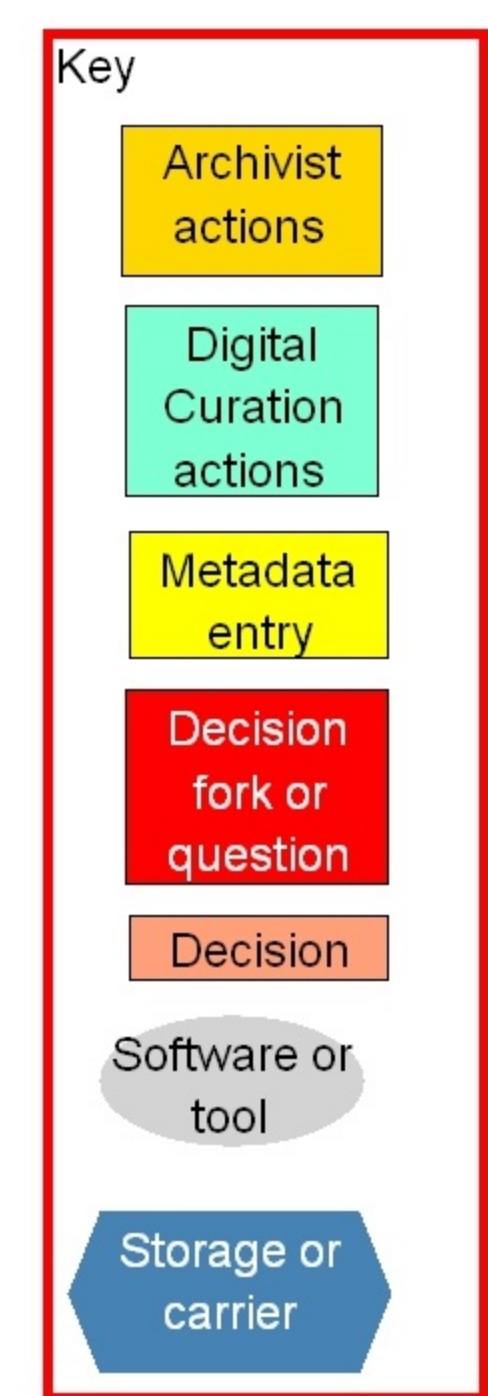 Key
Archivist
actions
Digital
Curation
actions
Metadata
entry
Decision
fork or
question
Decision
Software or
tool
Storage or
carrier